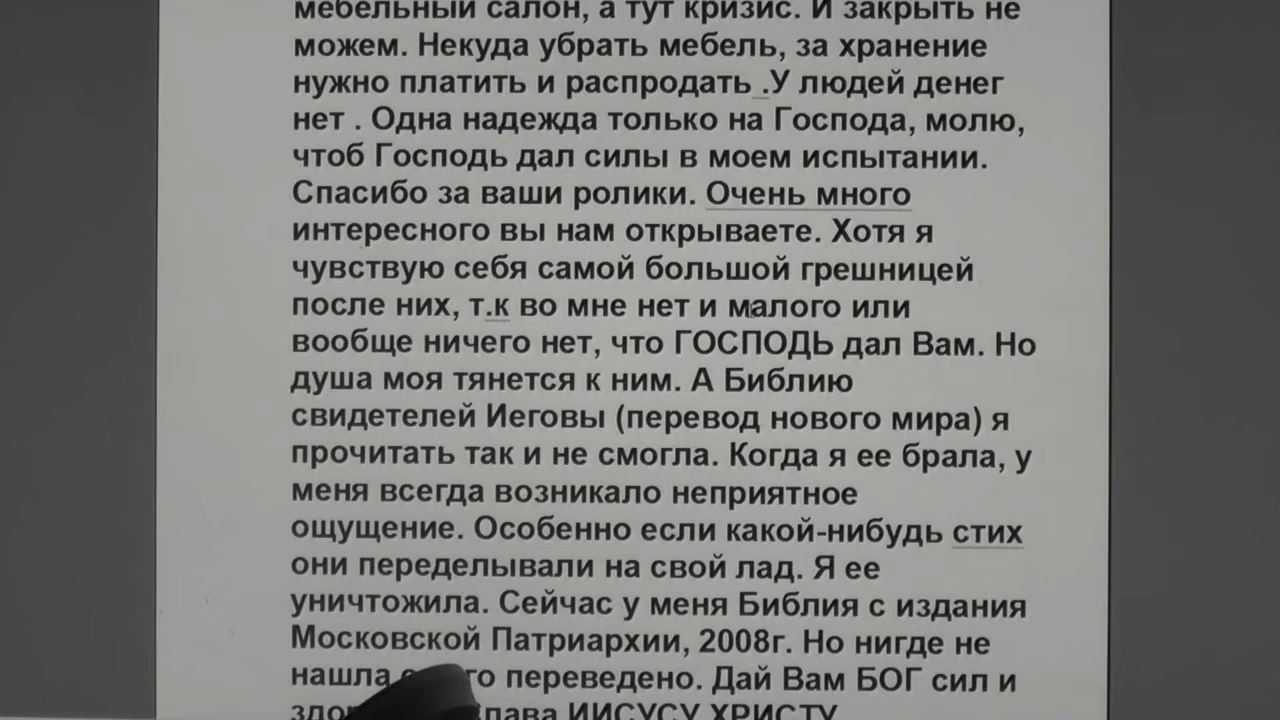 мебельный салон, а тут кризис. И закрыть не
можем. Некуда убрать мебель, за хранение
нужно платить и распродать .У людей денег
нет . Одна надежда только на Господа, молю,
чтоб Господь дал силы в моем испытании.
Спасибо за ваши ролики. Очень много
интересного вы нам открываете. Хотя я
чувствую себя самой большой грешницей
после них, т.к во мне нет и малого или
вообще ничего нет, что ГОСПОДЬ дал Вам. Но
душа моя тянется к ним. А Библию
свидетелей Иеговы (перевод нового мира) я
прочитать так и не смогла. Когда я ее брала, у
меня всегда возникало неприятное
ощущение. Особенно если какой-нибудь стих
они переделывали на свой лад. Я ее
уничтожила. Сейчас у меня Библия с издания
Московской Патриархии, 2008г. Но нигде не
нашла переведено. Дай Вам БОГ сил и
ИИСУСУ ХРИСТУ